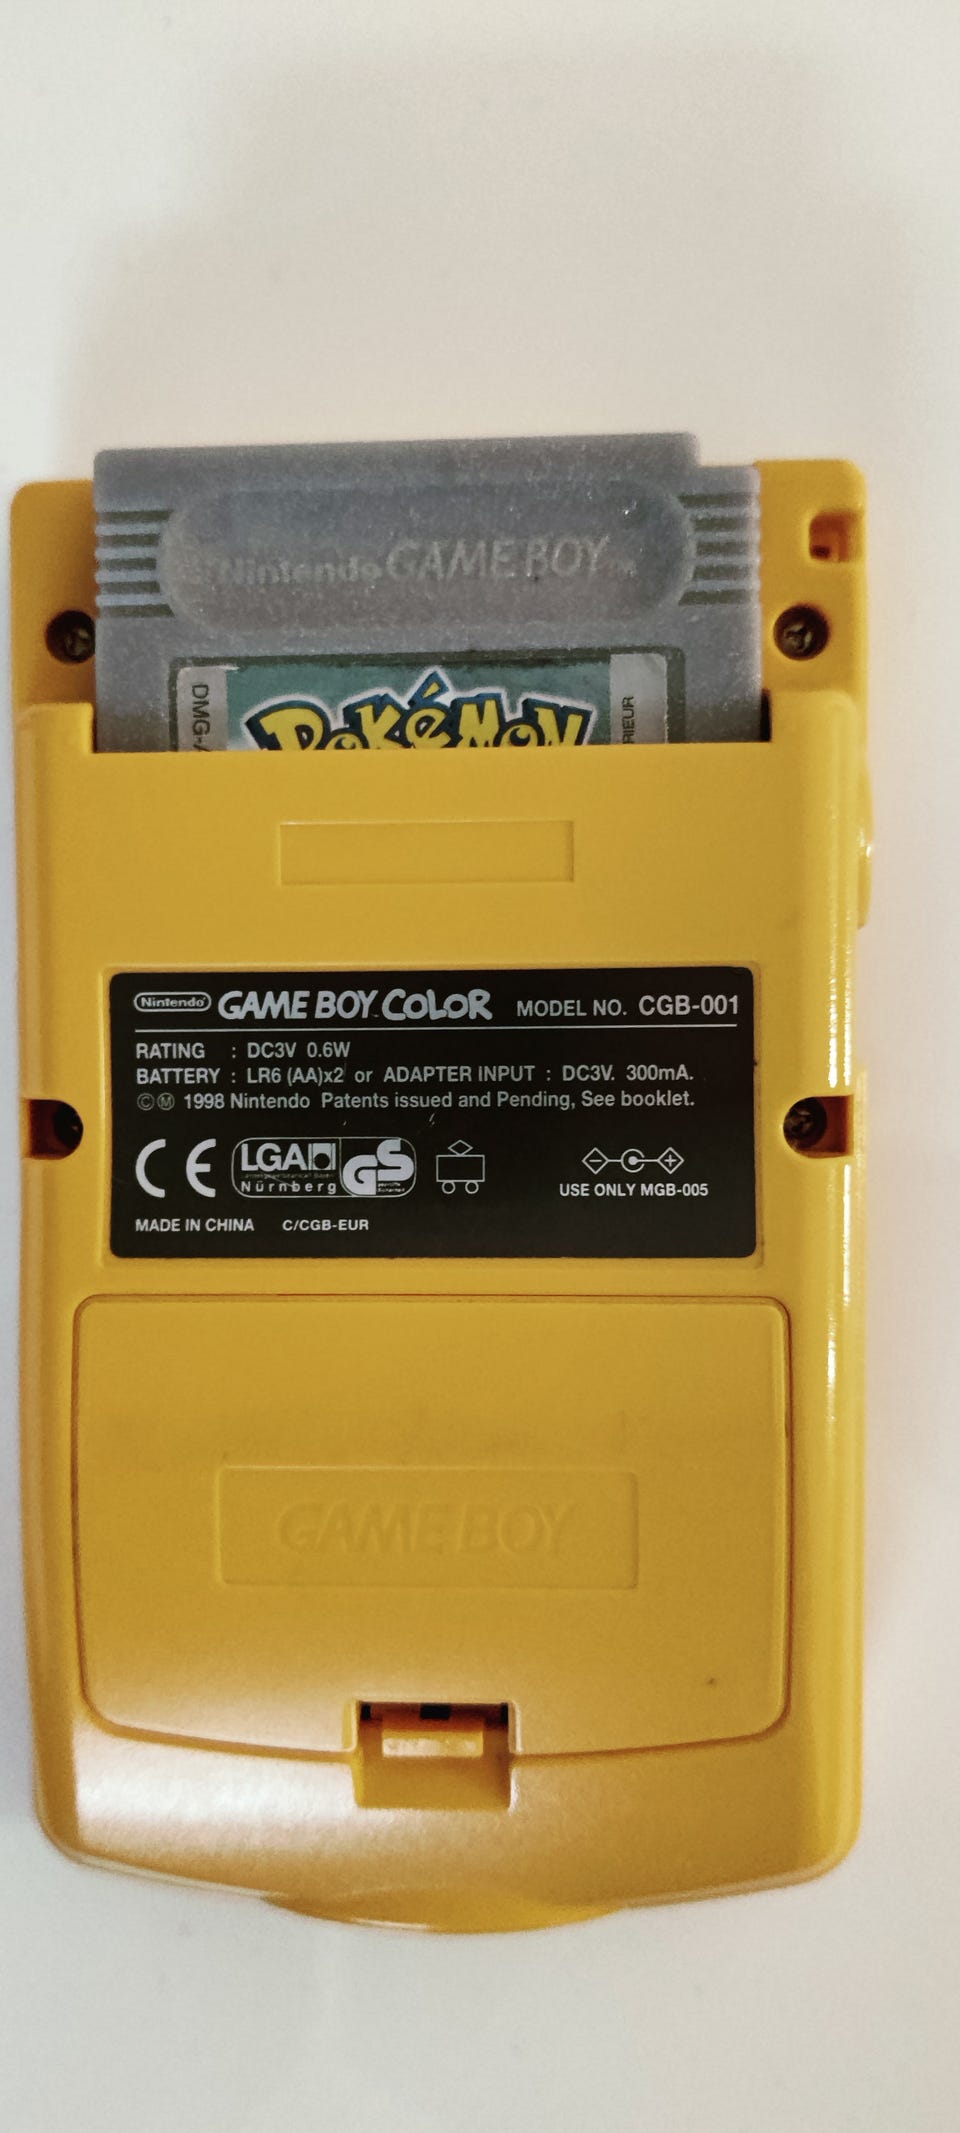 Nintendo GAME BOY™
DMG-A
POKéMON
RIEUR
Nintendo GAME BOY COLOR MODEL NO. CGB-001
RATING : DC3V 0.6W
BATTERY : LR6 (AA)x2 or ADAPTER INPUT : DC3V. 300mA.
©Ⓜ 1998 Nintendo Patents issued and Pending, See booklet.
CE LGA Nürnberg GS
USE ONLY MGB-005
MADE IN CHINA C/CGB-EUR
GAME BOY